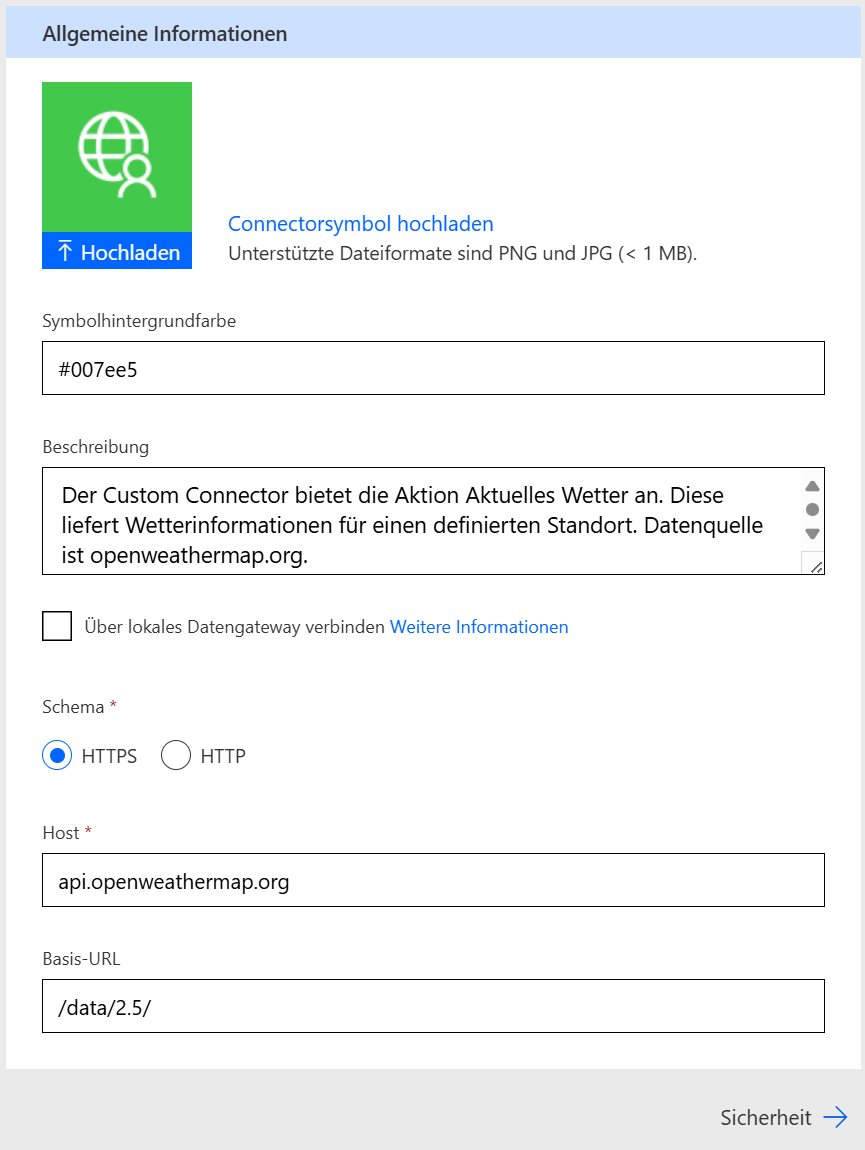 Allgemeine Informationen
Hochladen
Connectorsymbol hochladen
Unterstützte Dateiformate sind PNG und JPG (< 1 MB).
Symbolhintergrundfarbe
#007ee5
Beschreibung
Der Custom Connector bietet die Aktion Aktuelles Wetter an. Diese
liefert Wetterinformationen für einen definierten Standort. Datenquelle
ist openweathermap.org.
Über lokales Datengateway verbinden Weitere Informationen
Schema *
HTTPS HTTP
Host *
api.openweathermap.org
Basis-URL
/data/2.5/
Sicherheit